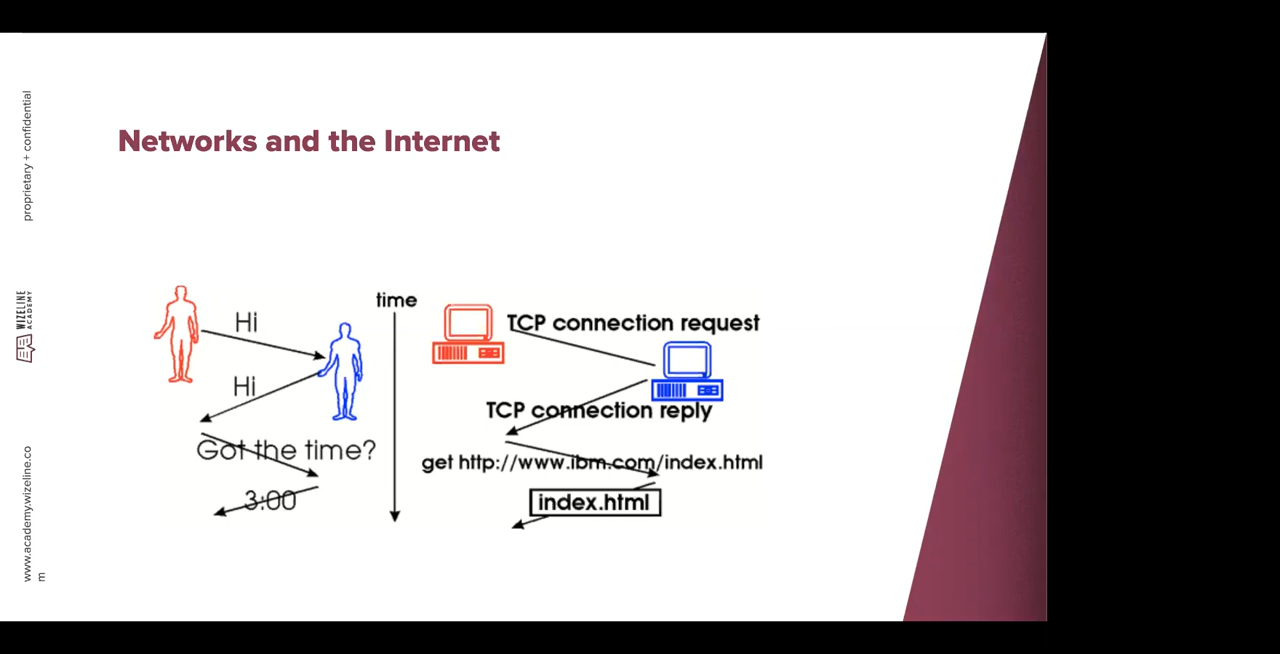 proprietary + confidential
WIZELINE
ACADEMY
www.academy.wizeline.co
m
Networks and the Internet
Hi
Hi
Got the time?
3:00
time
TCP connection request
TCP connection reply
get http://www.ibm.com/index.html
index.html